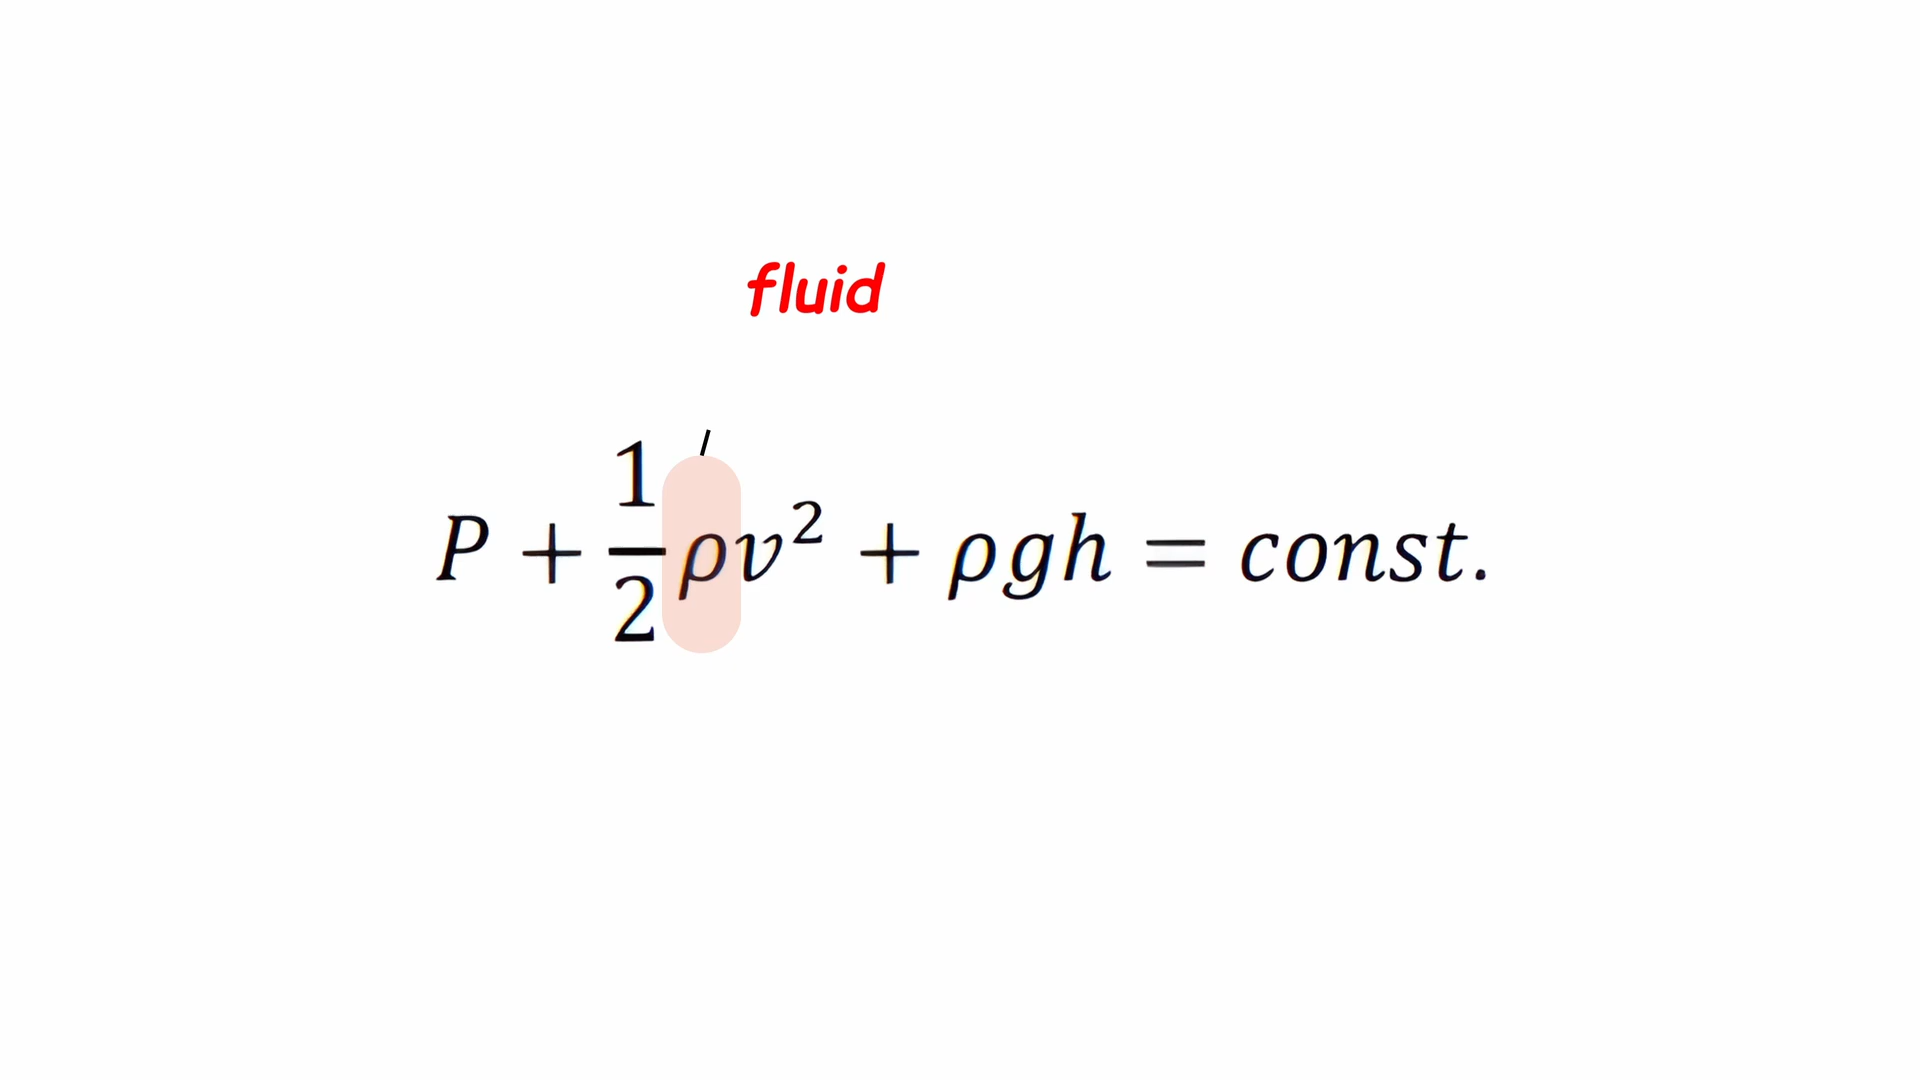 fluid
P + 1/2 ρv² + ρgh = const.